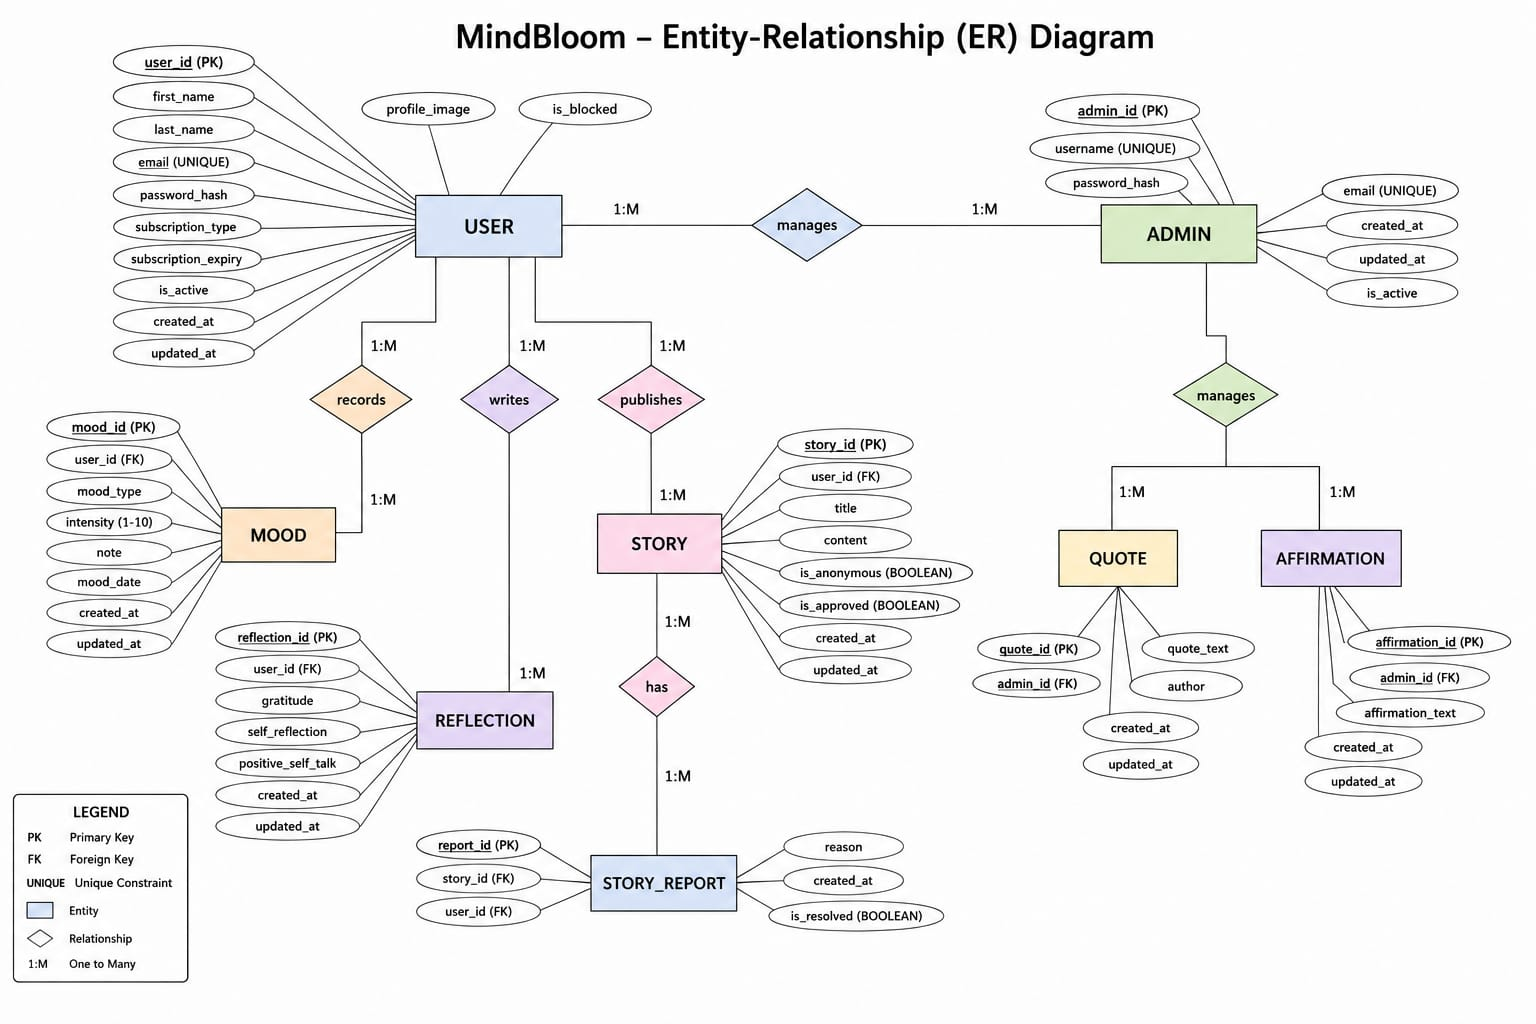 MindBloom – Entity-Relationship (ER) Diagram
user_id (PK)
first_name
last_name
email (UNIQUE)
password_hash
subscription_type
subscription_expiry
is_active
created_at
updated_at
profile_image
is_blocked
USER
1:M
manages
1:M
admin_id (PK)
username (UNIQUE)
password_hash
ADMIN
email (UNIQUE)
created_at
updated_at
is_active
1:M
1:M
1:M
records
writes
publishes
manages
mood_id (PK)
user_id (FK)
mood_type
intensity (1-10)
note
mood_date
created_at
updated_at
MOOD
1:M
1:M
STORY
story_id (PK)
user_id (FK)
title
content
is_anonymous (BOOLEAN)
is_approved (BOOLEAN)
created_at
updated_at
1:M
1:M
QUOTE
AFFIRMATION
quote_id (PK)
admin_id (FK)
quote_text
author
created_at
updated_at
affirmation_id (PK)
admin_id (FK)
affirmation_text
created_at
updated_at
reflection_id (PK)
user_id (FK)
gratitude
self_reflection
positive_self_talk
created_at
updated_at
1:M
REFLECTION
1:M
has
1:M
report_id (PK)
story_id (FK)
user_id (FK)
STORY_REPORT
reason
created_at
is_resolved (BOOLEAN)
LEGEND
PK Primary Key
FK Foreign Key
UNIQUE Unique Constraint
Entity
Relationship
1:M One to Many